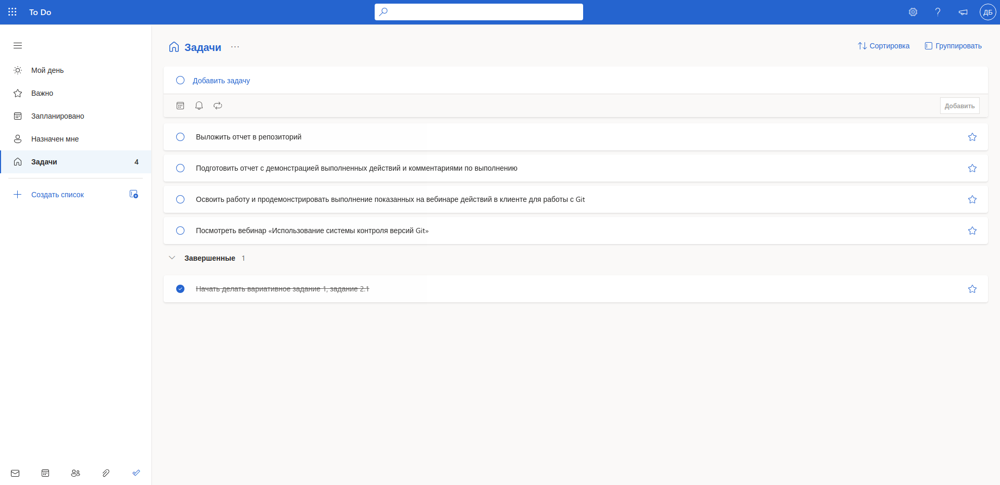 To Do
ДБ
Мой день
Важно
Запланировано
Назначен мне
Задачи 4
Создать список
Задачи ...
Сортировка Группировать
Добавить задачу
Добавить
Выложить отчет в репозиторий
Подготовить отчет с демонстрацией выполненных действий и комментариями по выполнению
Освоить работу и продемонстрировать выполнение показанных на вебинаре действий в клиенте для работы с Git
Посмотреть вебинар «Использование системы контроля версий Git»
Завершенные 1
Начать делать вариативное задание 1, задание 2.1